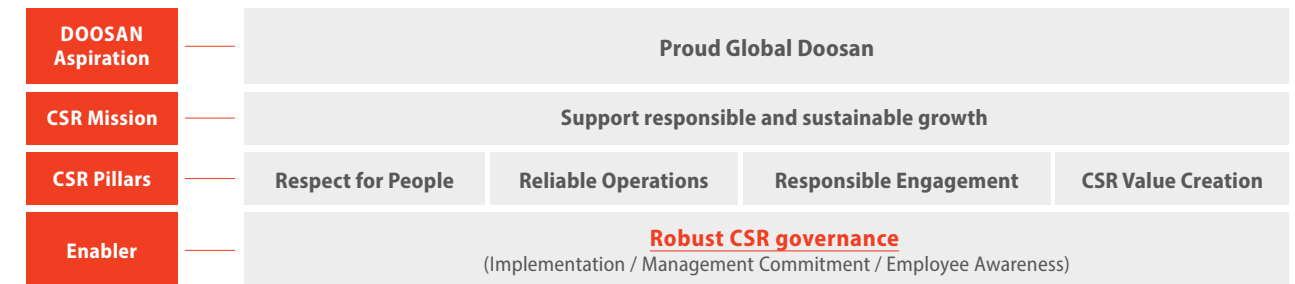 DOOSAN
Aspiration
Proud Global Doosan
CSR Mission
Support responsible and sustainable growth
CSR Pillars
Respect for People
Reliable Operations
Responsible Engagement
CSR Value Creation
Enabler
Robust CSR governance
(Implementation / Management Commitment / Employee Awareness)